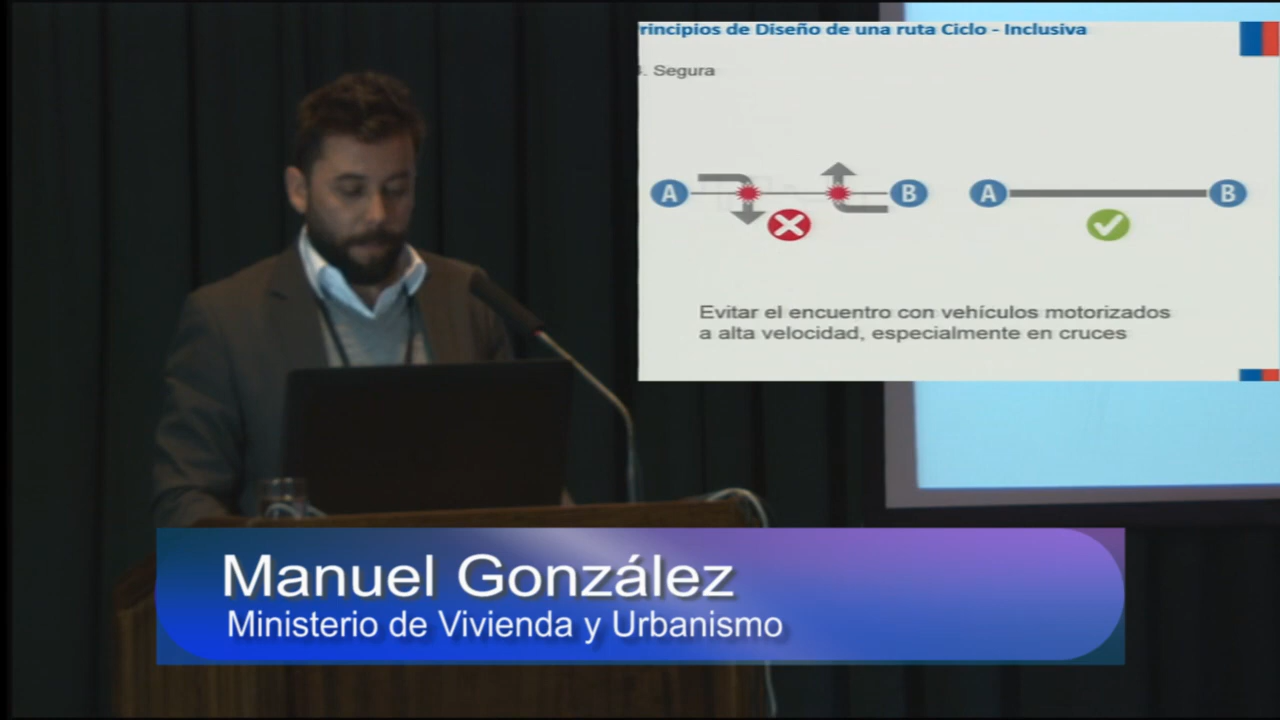 rincipios de Diseño de una ruta Ciclo - Inclusiva
. Segura
A
B
A
B
Evitar el encuentro con vehículos motorizados
a alta velocidad, especialmente en cruces
Manuel González
Ministerio de Vivienda y Urbanismo